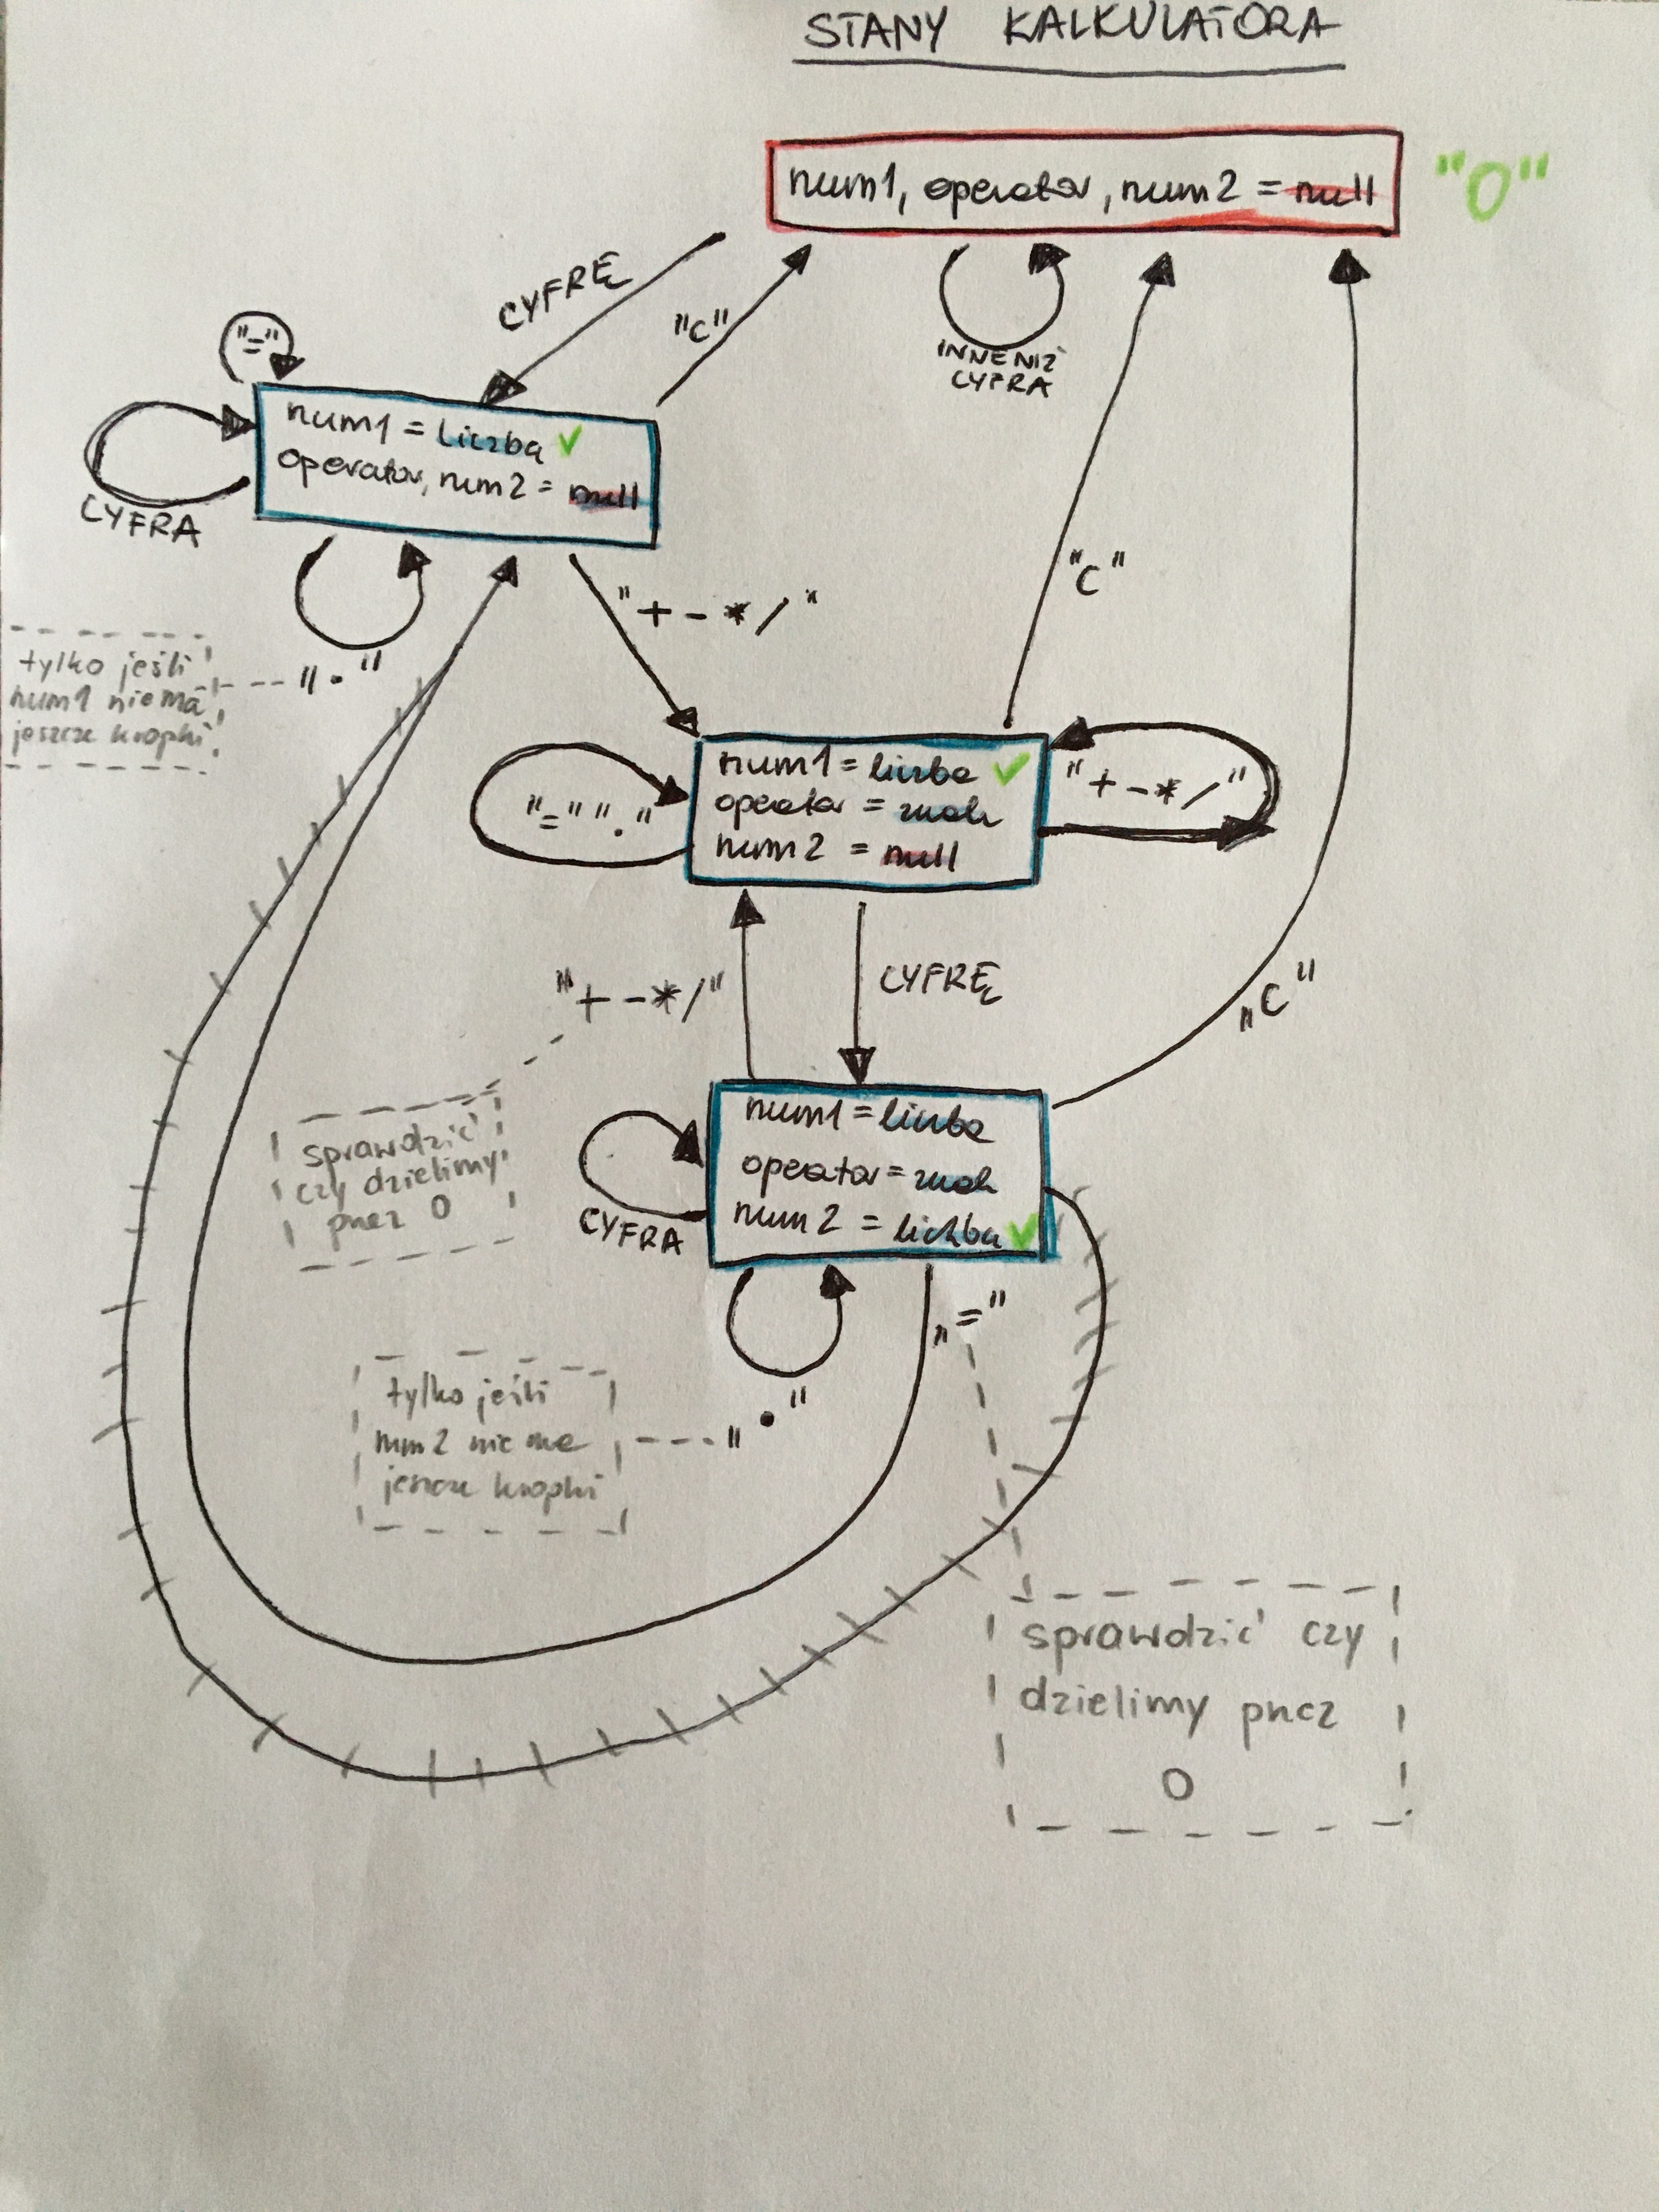 STANY KALKULATORA
num1, operator, num2 = null
"0"
CYFRĘ
"C"
INNE NIŻ
CYFRA
"="
num1 = liczba ✓
operator, num2 = null
CYFRA
"."
tylko jeśli
num1 nie ma
jeszcze kropki
"+ - * /"
"C"
num1 = liczba ✓
operator = znak
num2 = null
"=" "."
"+ - * /"
"+ - * /"
CYFRĘ
„C"
sprawdzić
czy dzielimy
przez 0
num1 = liczba
operator = znak
num2 = liczba ✓
CYFRA
„="
"."
tylko jeśli
num2 nie ma
jeszcze kropki
sprawdzić czy
dzielimy przez
0